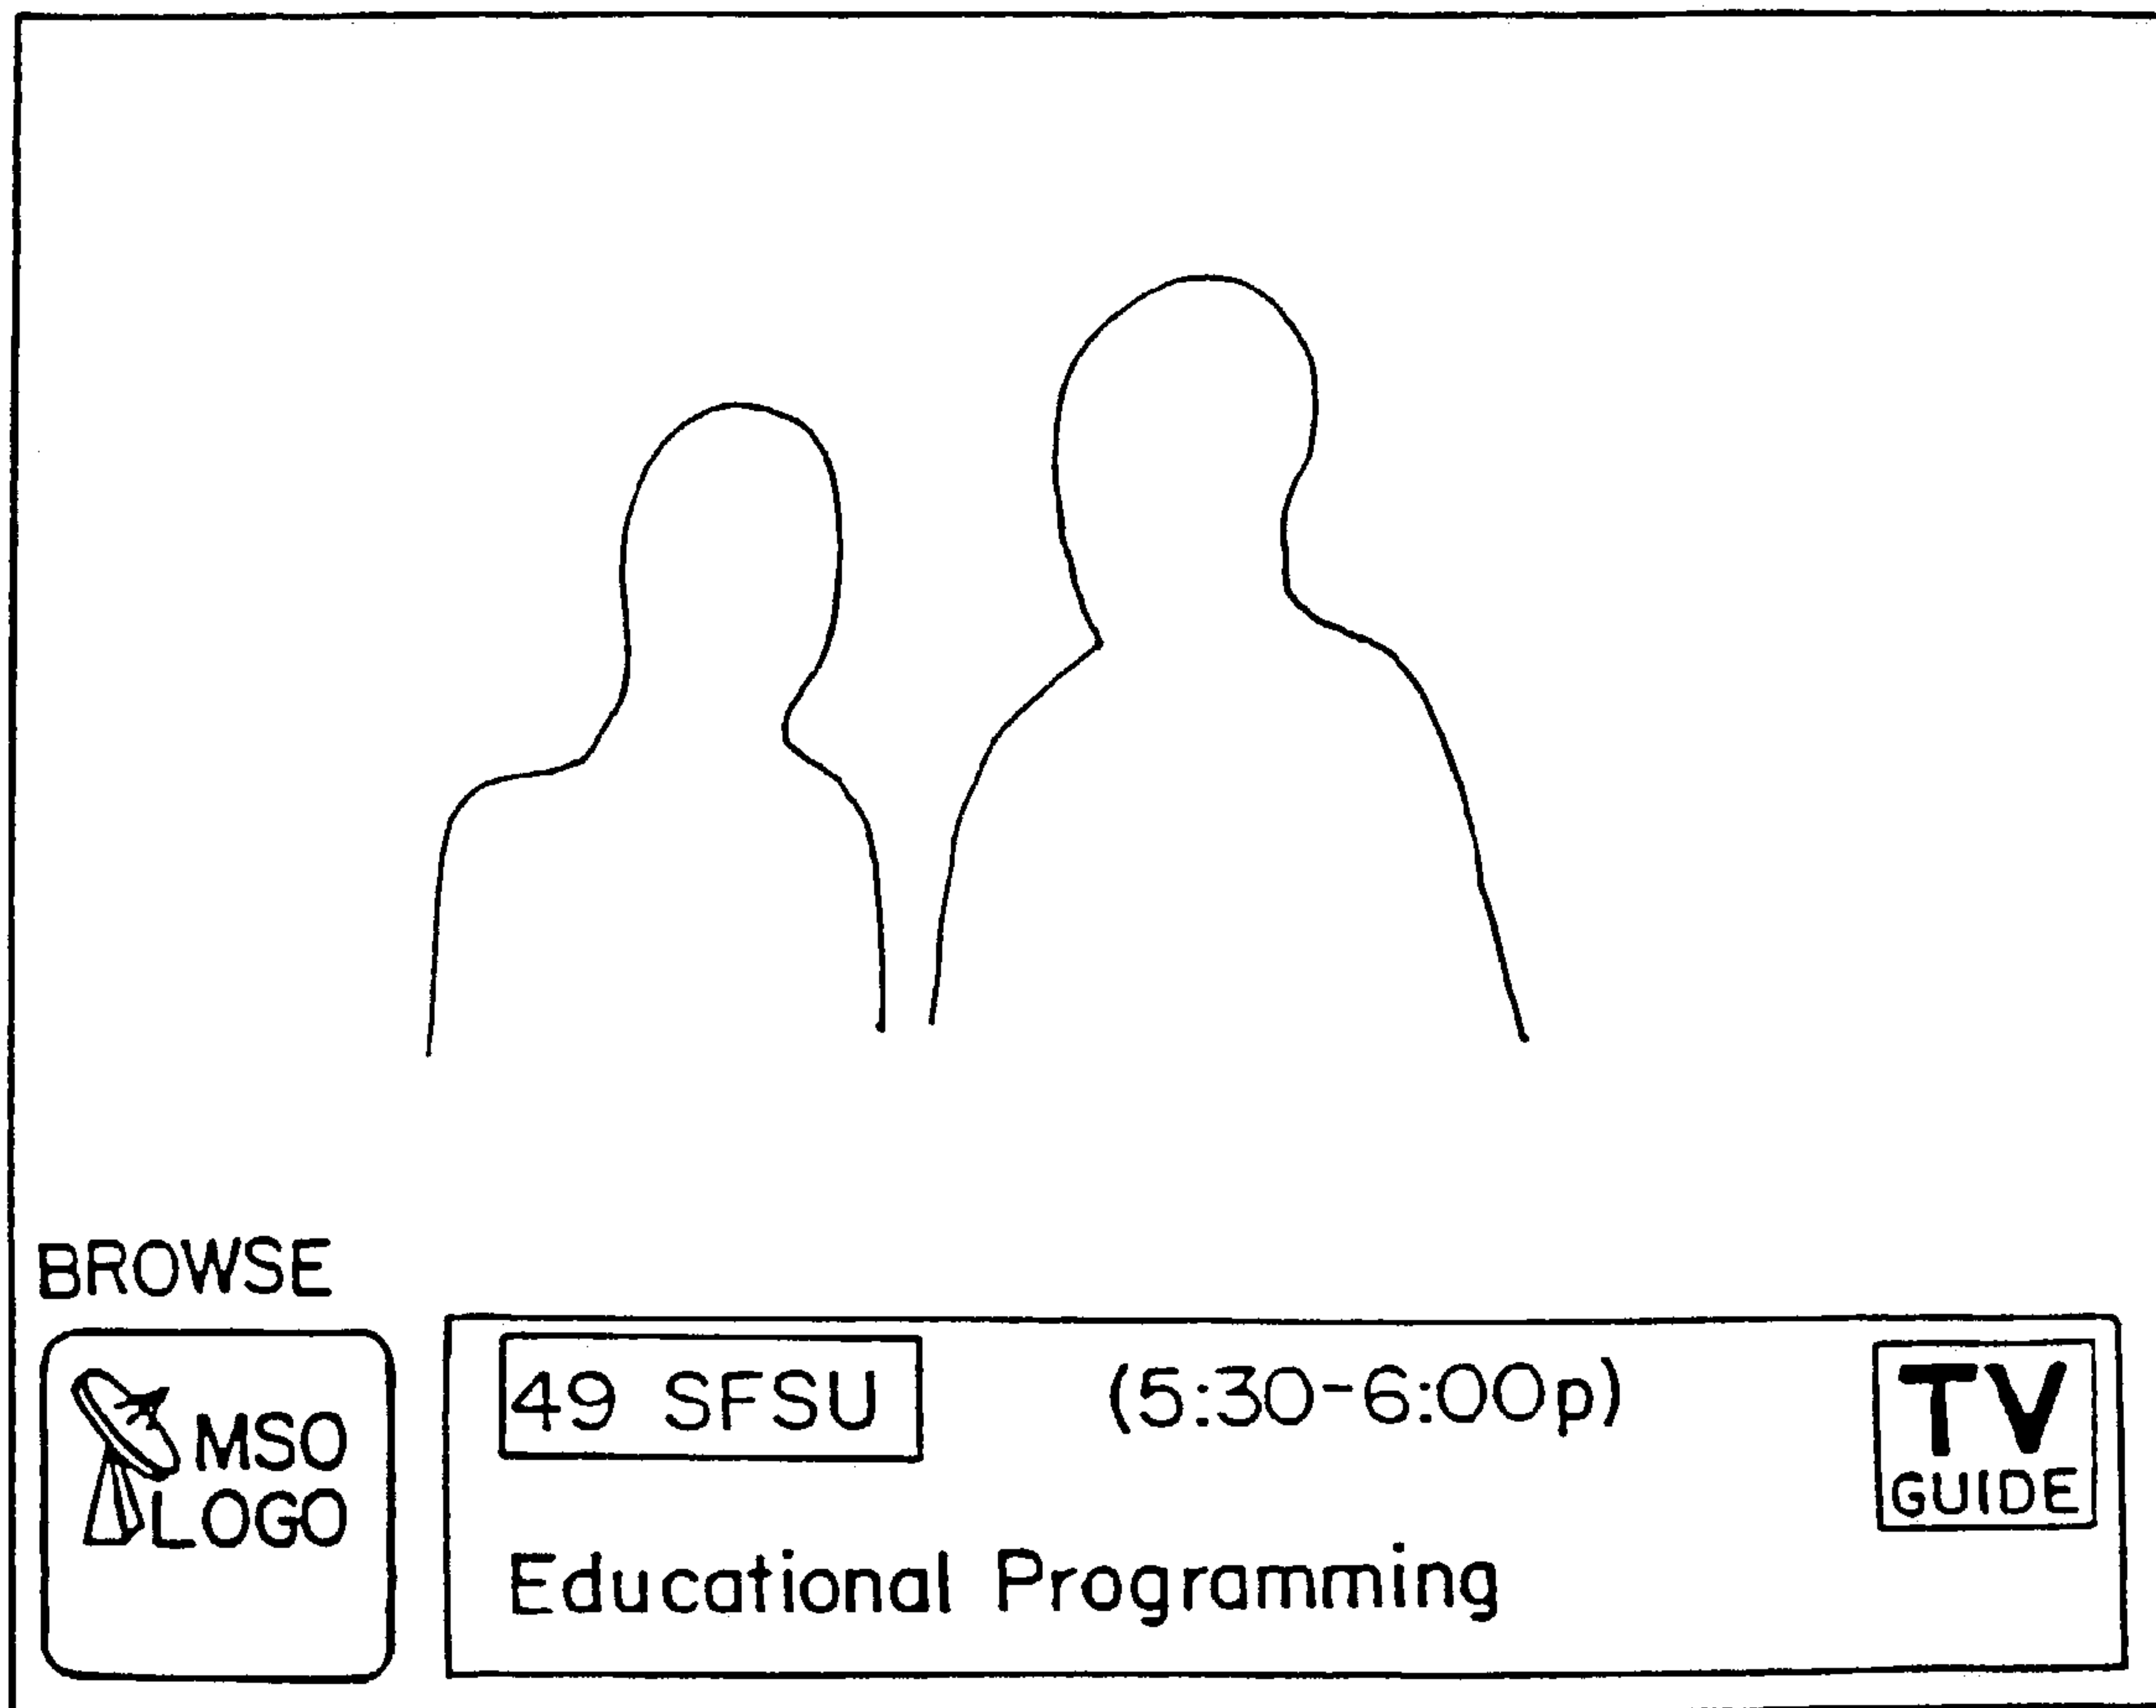 BROWSE
MSO
LOGO
49 SFSU (5:30-6:00p)
Educational Programming
TV
GUIDE